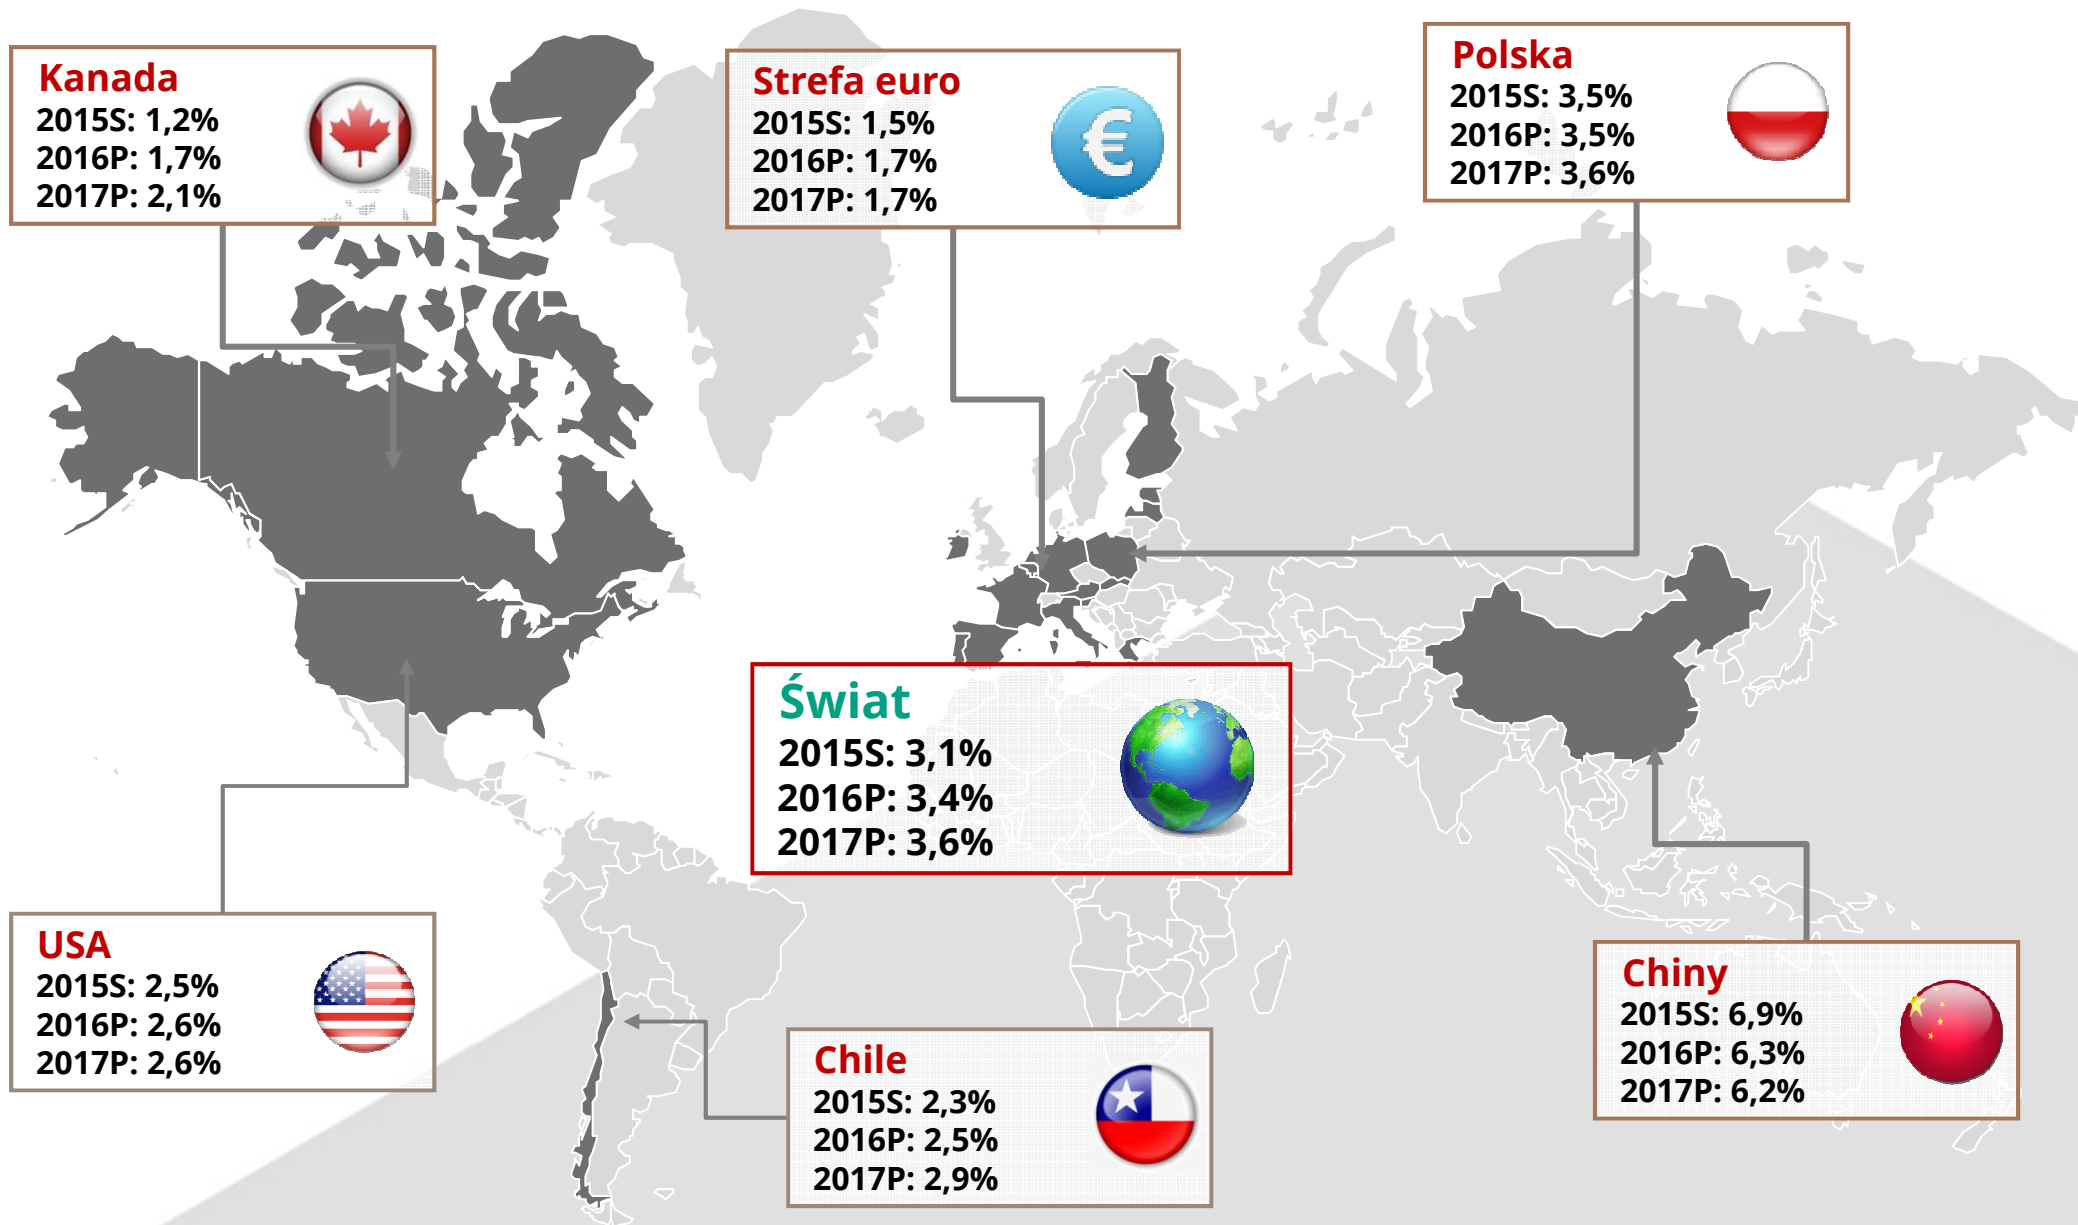 Kanada
2015S: 1,2%
2016P: 1,7%
2017P: 2,1%
Strefa euro
2015S: 1,5%
2016P: 1,7%
2017P: 1,7%
€
Polska
2015S: 3,5%
2016P: 3,5%
2017P: 3,6%
Świat
2015S: 3,1%
2016P: 3,4%
2017P: 3,6%
USA
2015S: 2,5%
2016P: 2,6%
2017P: 2,6%
Chile
2015S: 2,3%
2016P: 2,5%
2017P: 2,9%
Chiny
2015S: 6,9%
2016P: 6,3%
2017P: 6,2%